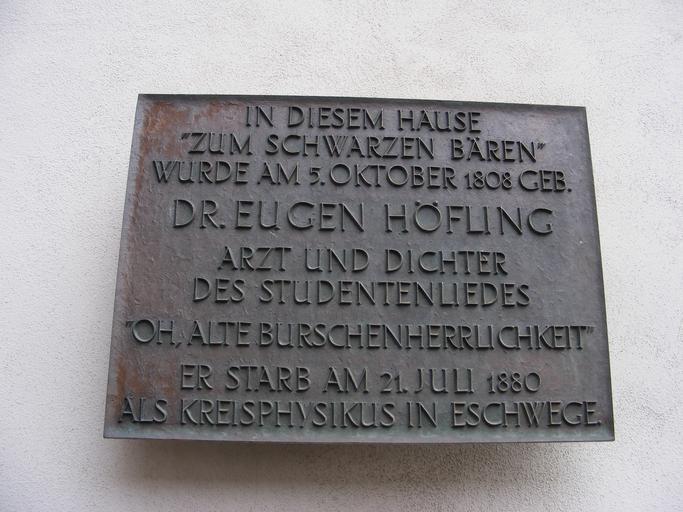 IN DIESEM HAUSE
"ZUM SCHWARZEN BÄREN"
WURDE AM 5. OKTOBER 1808 GEB.
DR. EUGEN HÖFLING
ARZT UND DICHTER
DES STUDENTENLIEDES
"OH, ALTE BURSCHENHERRLICHKEIT"
ER STARB AM 21. JULI 1880
ALS KREISPHYSIKUS IN ESCHWEGE.